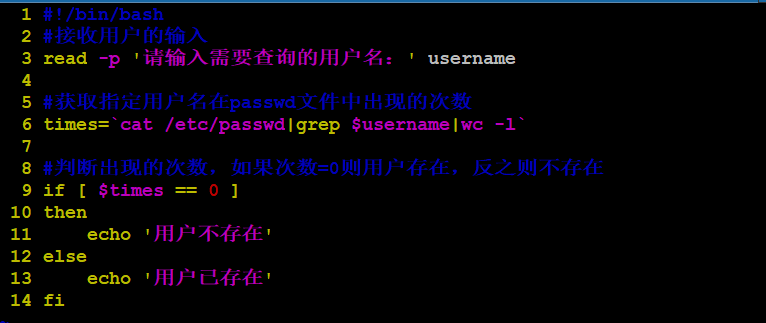 1 #!/bin/bash
2 #接收用户的输入
3 read -p '请输入需要查询的用户名：' username
4
5 #获取指定用户名在passwd文件中出现的次数
6 times=`cat /etc/passwd|grep $username|wc -l`
7
8 #判断出现的次数，如果次数=0则用户存在，反之则不存在
9 if [ $times == 0 ]
10 then
11     echo '用户不存在'
12 else
13     echo '用户已存在'
14 fi